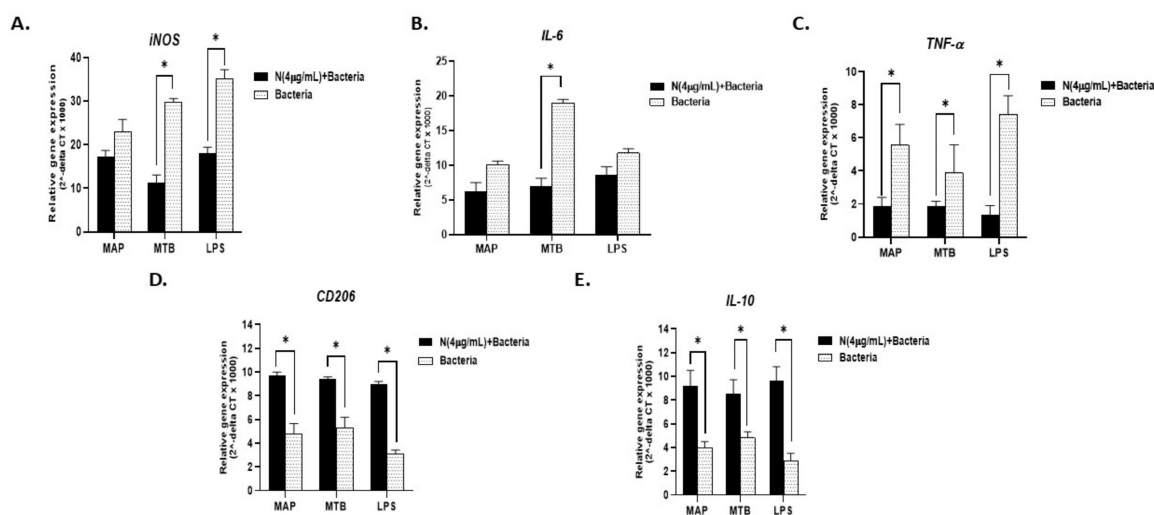 A.
iNOS
Relative gene expression
(2^-delta CT x 1000)
40
30
20
10
0
*
*
MAP
MTB
LPS
N(4µg/mL)+Bacteria
Bacteria
B.
IL-6
Relative gene expression
(2^-delta CT x 1000)
25
20
15
10
5
0
*
MAP
MTB
LPS
N(4µg/mL)+Bacteria
Bacteria
C.
TNF-α
Relative gene expression
(2^-delta CT x 1000)
10
8
6
4
2
0
*
*
*
MAP
MTB
LPS
N(4µg/mL)+Bacteria
Bacteria
D.
CD206
Relative gene expression
(2^-delta CT x 1000)
14
12
10
8
6
4
2
0
*
*
*
MAP
MTB
LPS
N(4µg/mL)+Bacteria
Bacteria
E.
IL-10
Relative gene expression
(2^-delta CT x 1000)
14
12
10
8
6
4
2
0
*
*
*
MAP
MTB
LPS
N(4µg/mL)+Bacteria
Bacteria